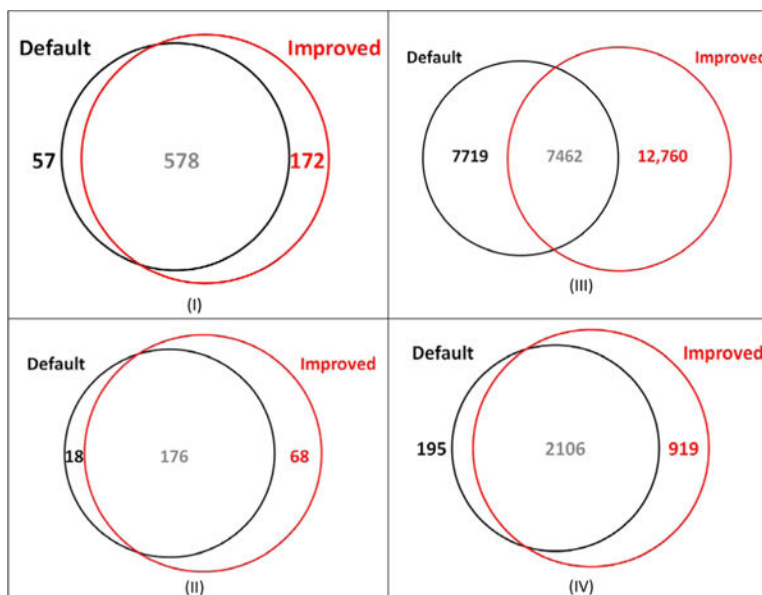 Default Improved
57 578 172
(I)
Default Improved
7719 7462 12,760
(III)
Default Improved
18 176 68
(II)
Default Improved
195 2106 919
(IV)